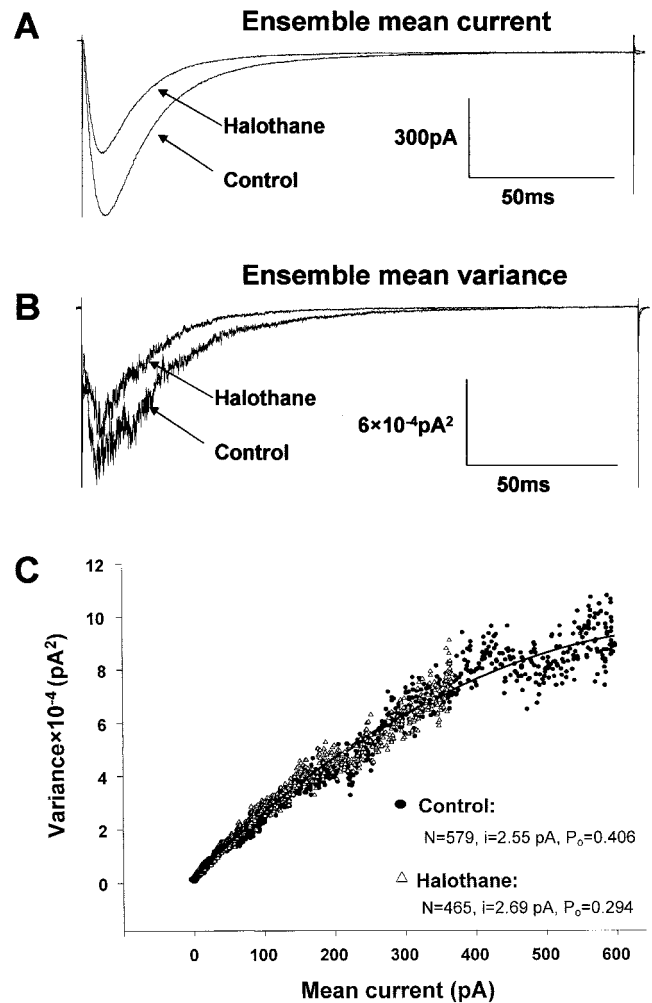 A
Ensemble mean current
Halothane
Control
300pA
50ms
B
Ensemble mean variance
Halothane
Control
6×10⁻⁴pA²
50ms
C
Variance×10⁻⁴ (pA²)
12
10
8
6
4
2
0
Control:
N=579, i=2.55 pA, Pₒ=0.406
Halothane:
N=465, i=2.69 pA, Pₒ=0.294
0 100 200 300 400 500 600
Mean current (pA)